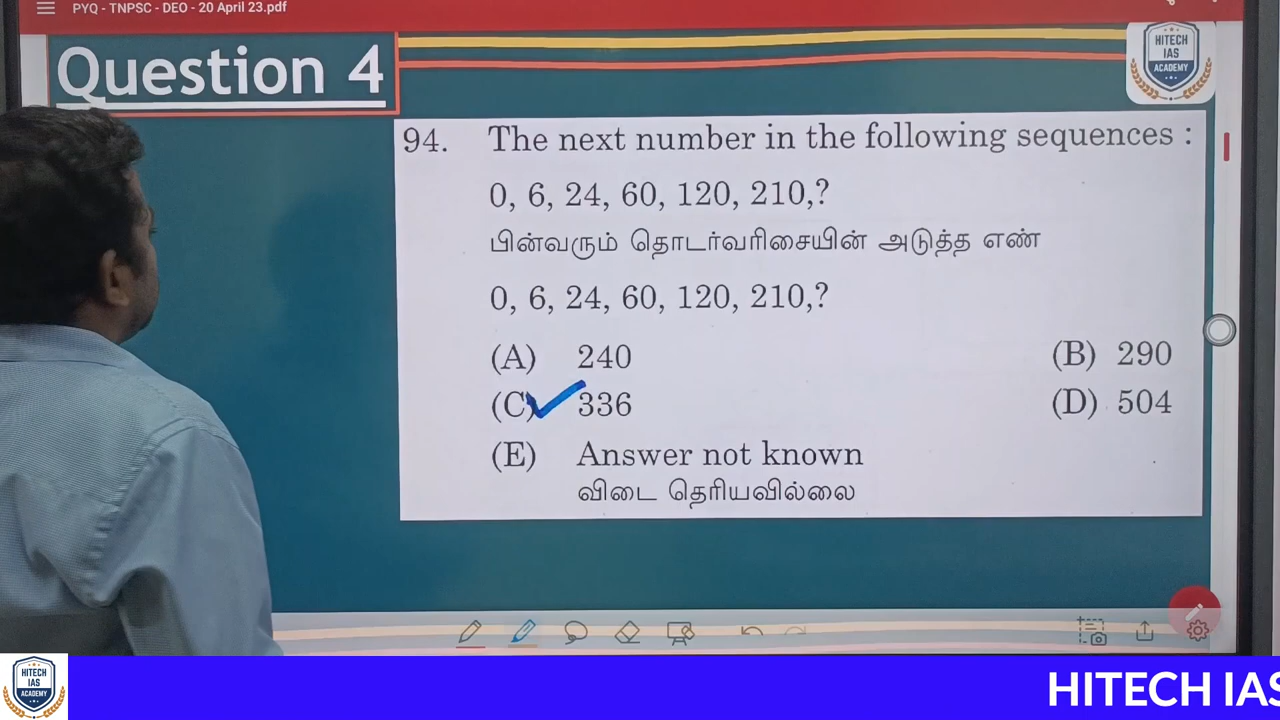 PYQ - TNPSC - DEO - 20 April 23.pdf
Question 4
HITECH
IAS
ACADEMY
94. The next number in the following sequences :
0, 6, 24, 60, 120, 210,?
பின்வரும் தொடர்வரிசையின் அடுத்த எண்
0, 6, 24, 60, 120, 210,?
(A) 240 (B) 290
(C) 336 (D) 504
(E) Answer not known
விடை தெரியவில்லை
HITECH
IAS
ACADEMY
HITECH IAS